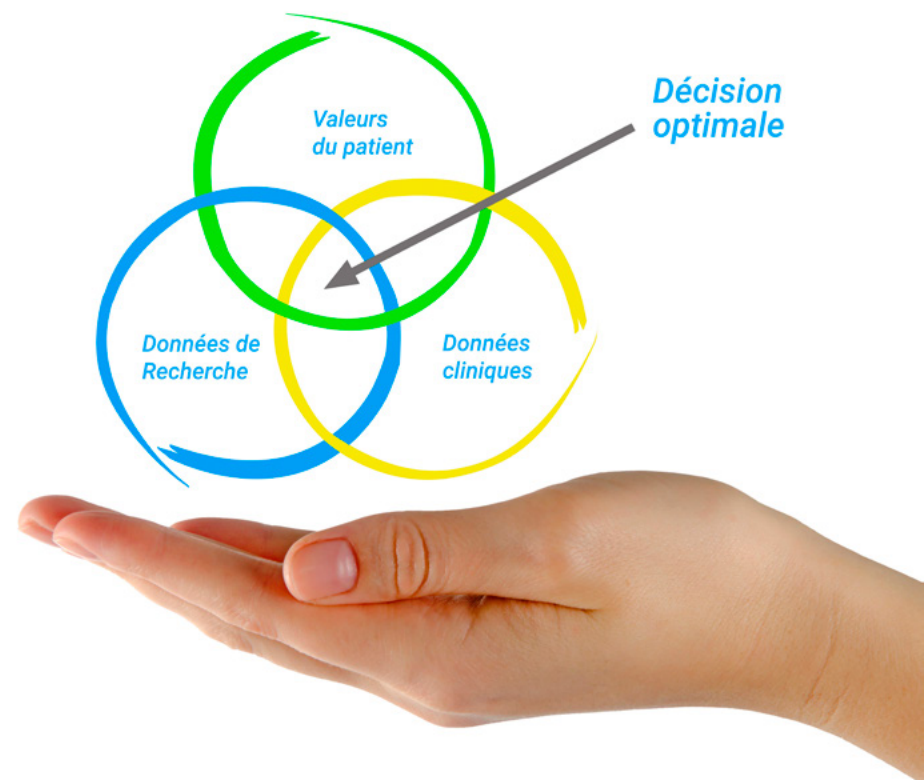 Valeurs
du patient
Décision
optimale
Données de
Recherche
Données
cliniques